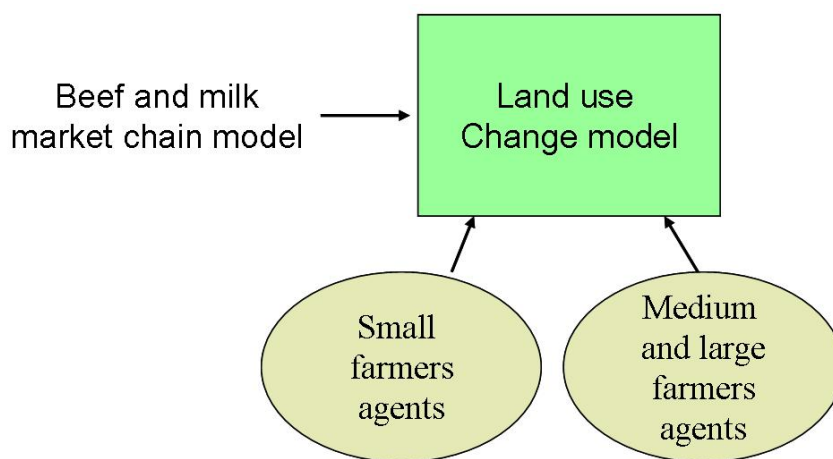 Beef and milk
market chain model
Land use
Change model
Small
farmers
agents
Medium
and large
farmers
agents